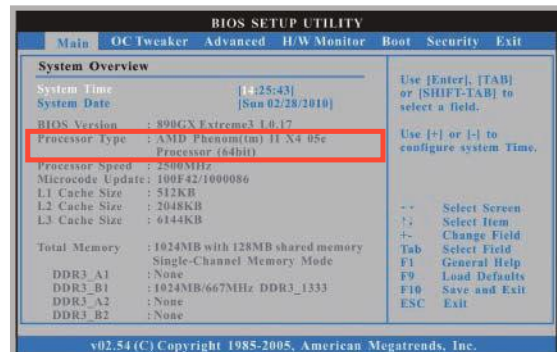 BIOS SETUP UTILITY
Main OC Tweaker Advanced H/W Monitor Boot Security Exit
System Overview
System Time [14:25:43]
System Date [Sun 02/28/2010]
BIOS Version : 890GX Extreme3 L0.17
Processor Type : AMD Phenom(tm) II X4 05e
Processor (64bit)
Processor Speed : 2500MHz
Microcode Update : 100F42/1000086
L1 Cache Size : 512KB
L2 Cache Size : 2048KB
L3 Cache Size : 6144KB
Total Memory : 1024MB with 128MB shared memory
Single-Channel Memory Mode
DDR3_A1 : None
DDR3_B1 : 1024MB/667MHz DDR3_1333
DDR3_A2 : None
DDR3_B2 : None
Use [Enter], [TAB]
or [SHIFT-TAB] to
select a field.
Use [+] or [-] to
configure system Time.
Select Screen
Select Item
+- Change Field
Tab Select Field
F1 General Help
F9 Load Defaults
F10 Save and Exit
ESC Exit
v02.54 (C) Copyright 1985-2005, American Megatrends, Inc.